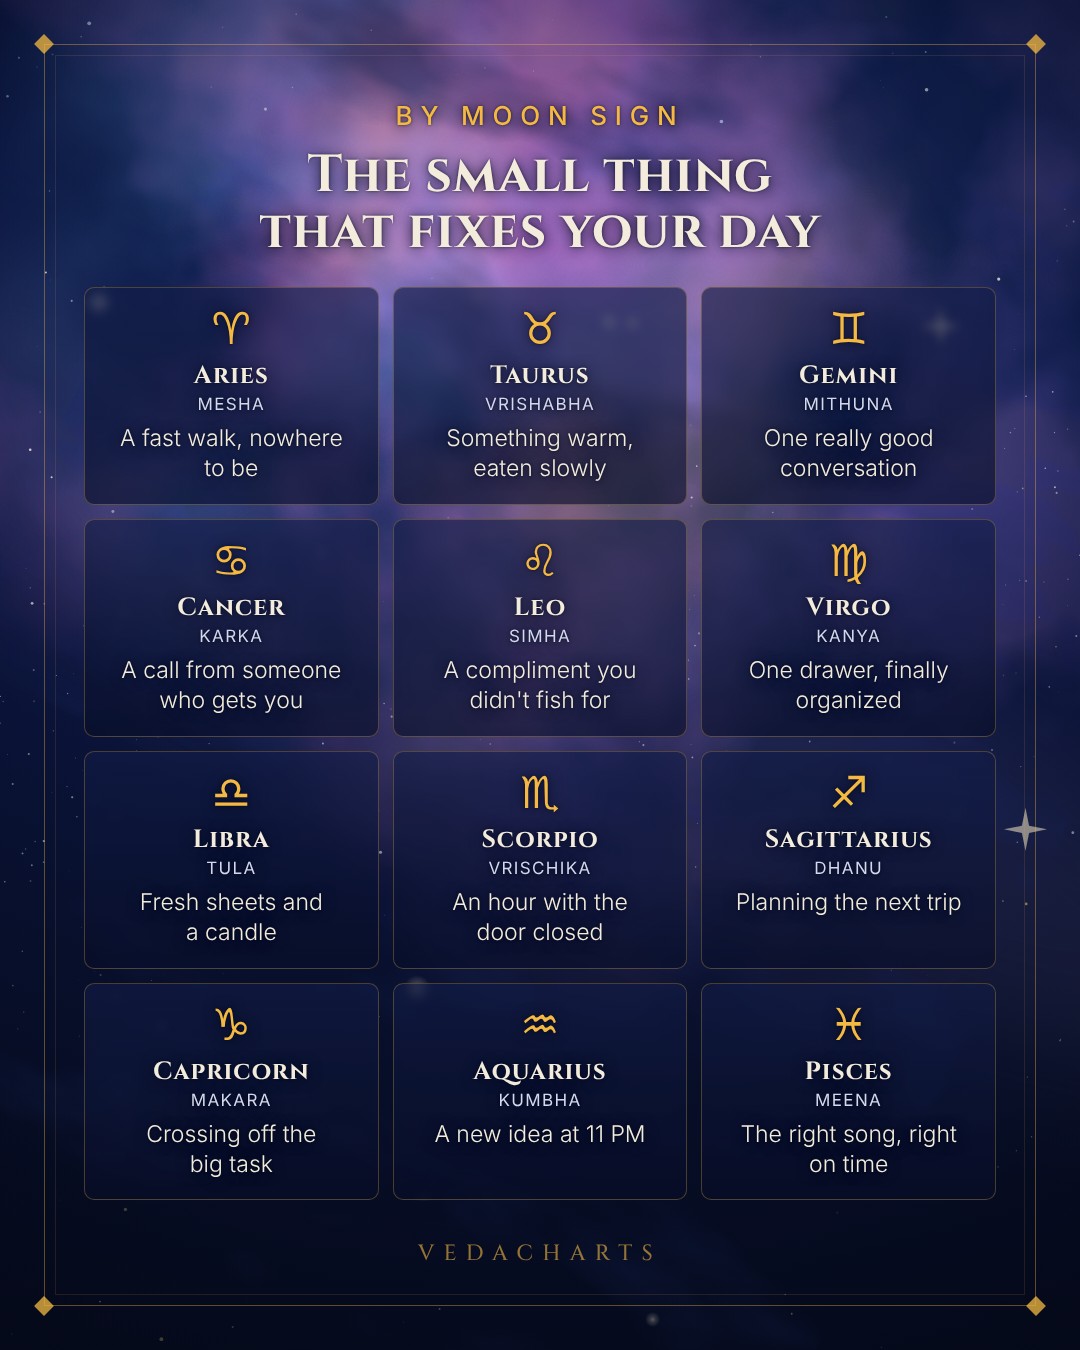 BY MOON SIGN
THE SMALL THING
THAT FIXES YOUR DAY
♈
ARIES
MESHA
A fast walk, nowhere
to be
♉
TAURUS
VRISHABHA
Something warm,
eaten slowly
♊
GEMINI
MITHUNA
One really good
conversation
♋
CANCER
KARKA
A call from someone
who gets you
♌
LEO
SIMHA
A compliment you
didn't fish for
♍
VIRGO
KANYA
One drawer, finally
organized
♎
LIBRA
TULA
Fresh sheets and
a candle
♏
SCORPIO
VRISCHIKA
An hour with the
door closed
♐
SAGITTARIUS
DHANU
Planning the next trip
♑
CAPRICORN
MAKARA
Crossing off the
big task
♒
AQUARIUS
KUMBHA
A new idea at 11 PM
♓
PISCES
MEENA
The right song, right
on time
VEDACHARTS